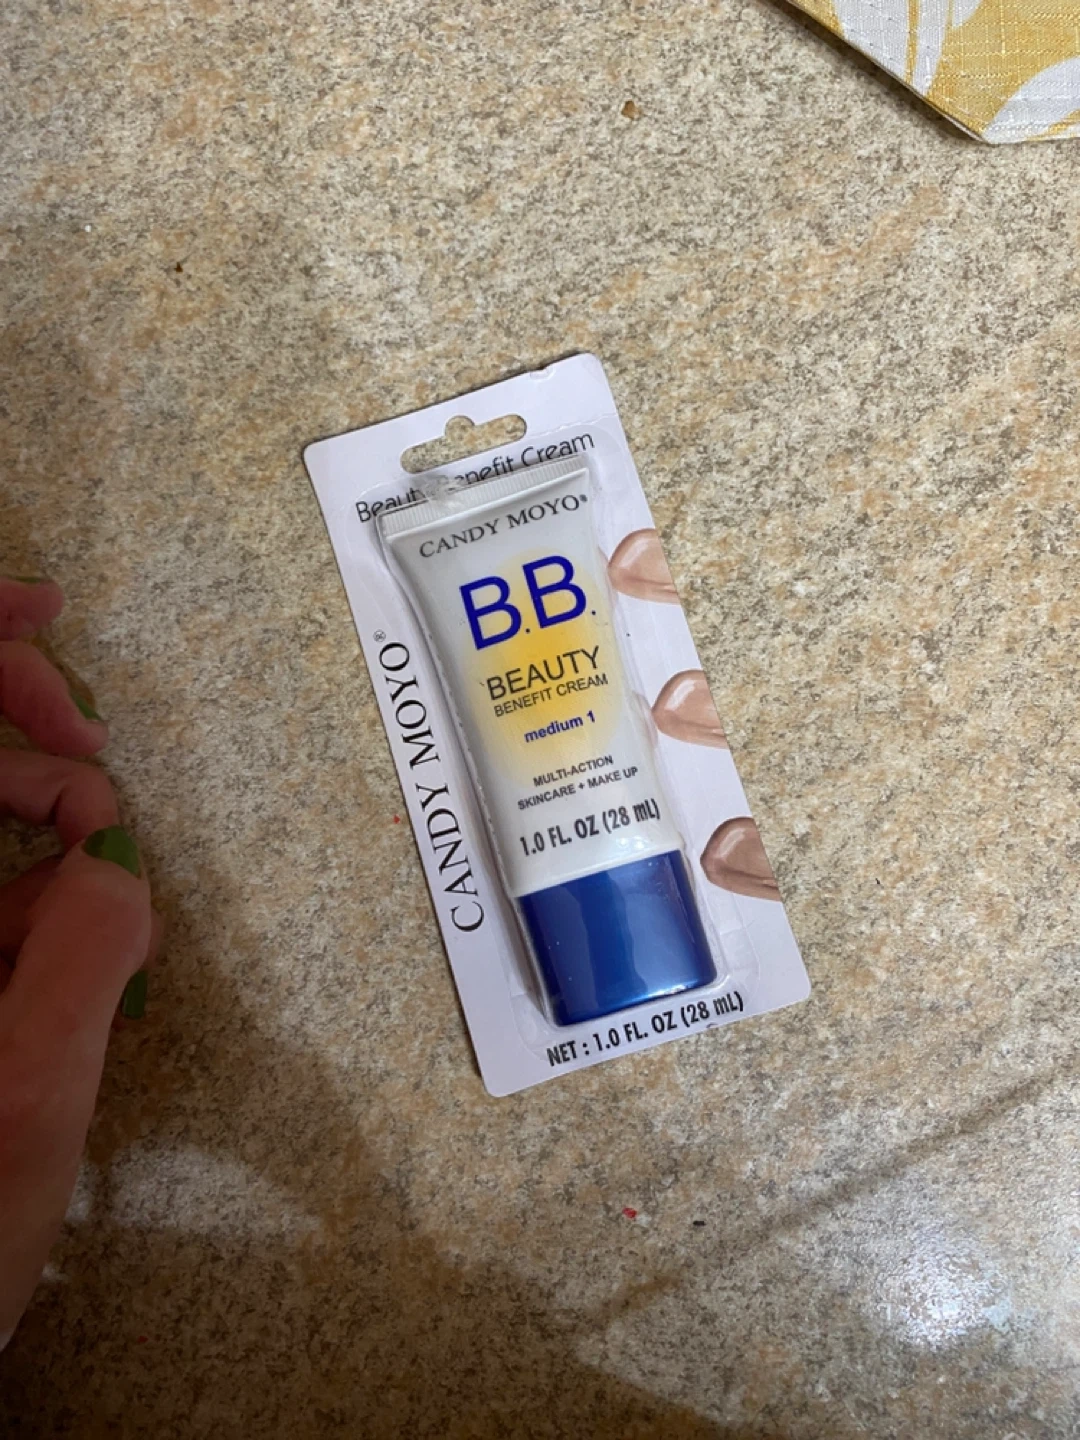 Beauty Benefit Cream
CANDY MOYO®
B.B.
BEAUTY
BENEFIT CREAM
medium 1
MULTI-ACTION
SKINCARE + MAKE UP
1.0 FL. OZ (28 mL)
CANDY MOYO®
NET : 1.0 FL. OZ (28 mL)